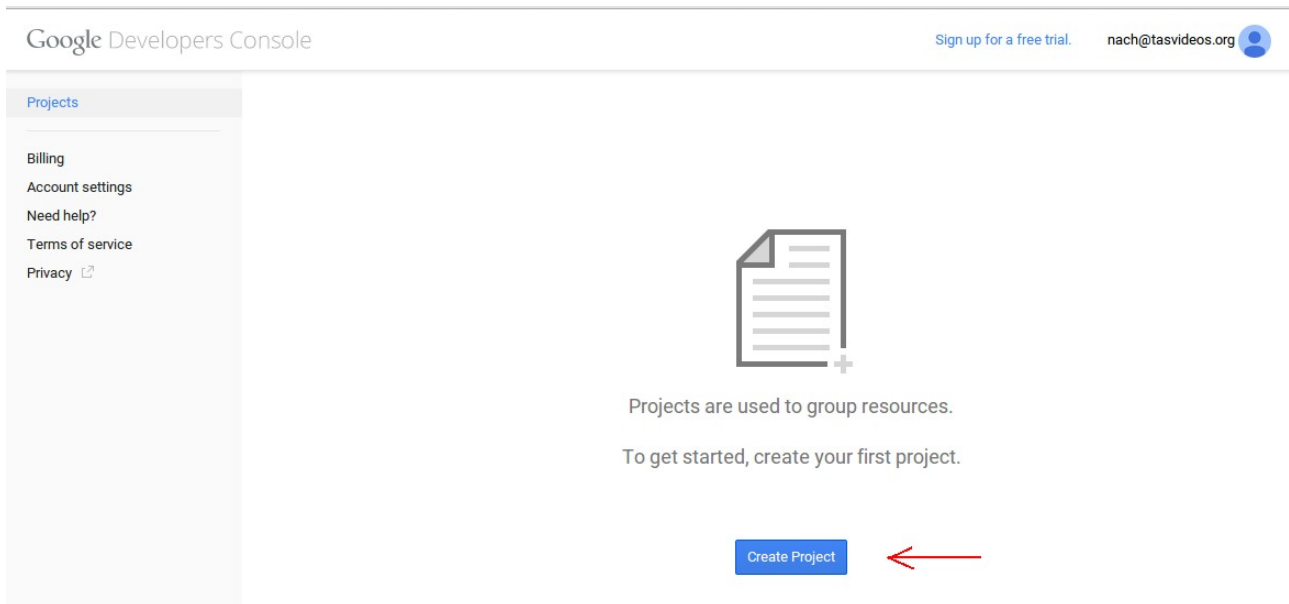 Google Developers Console
Sign up for a free trial.
nach@tasvideos.org
Projects
Billing
Account settings
Need help?
Terms of service
Privacy
Projects are used to group resources.
To get started, create your first project.
Create Project